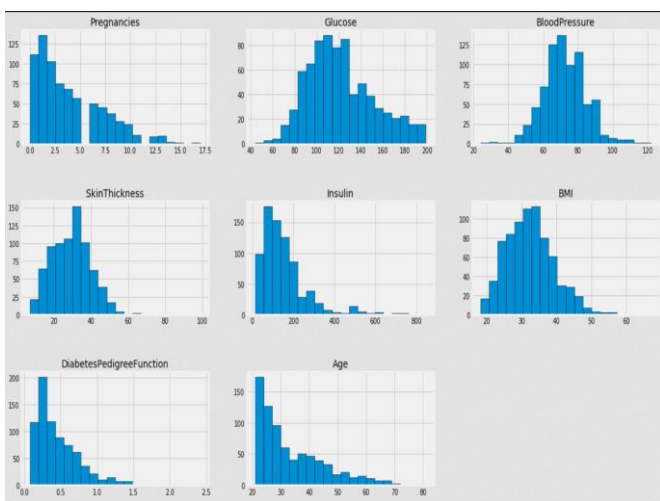 Pregnancies
125
100
75
50
25
0
0.0 2.5 5.0 7.5 10.0 12.5 15.0 17.5
Glucose
80
60
40
20
0
40 60 80 100 120 140 160 180 200
BloodPressure
125
100
75
50
25
0
20 40 60 80 100 120
SkinThickness
150
125
100
75
50
25
0
20 40 60 80 100
Insulin
150
100
50
0
0 200 400 600 800
BMI
100
80
60
40
20
0
20 30 40 50 60
DiabetesPedigreeFunction
200
150
100
50
0
0.0 0.5 1.0 1.5 2.0 2.5
Age
150
100
50
0
20 30 40 50 60 70 80